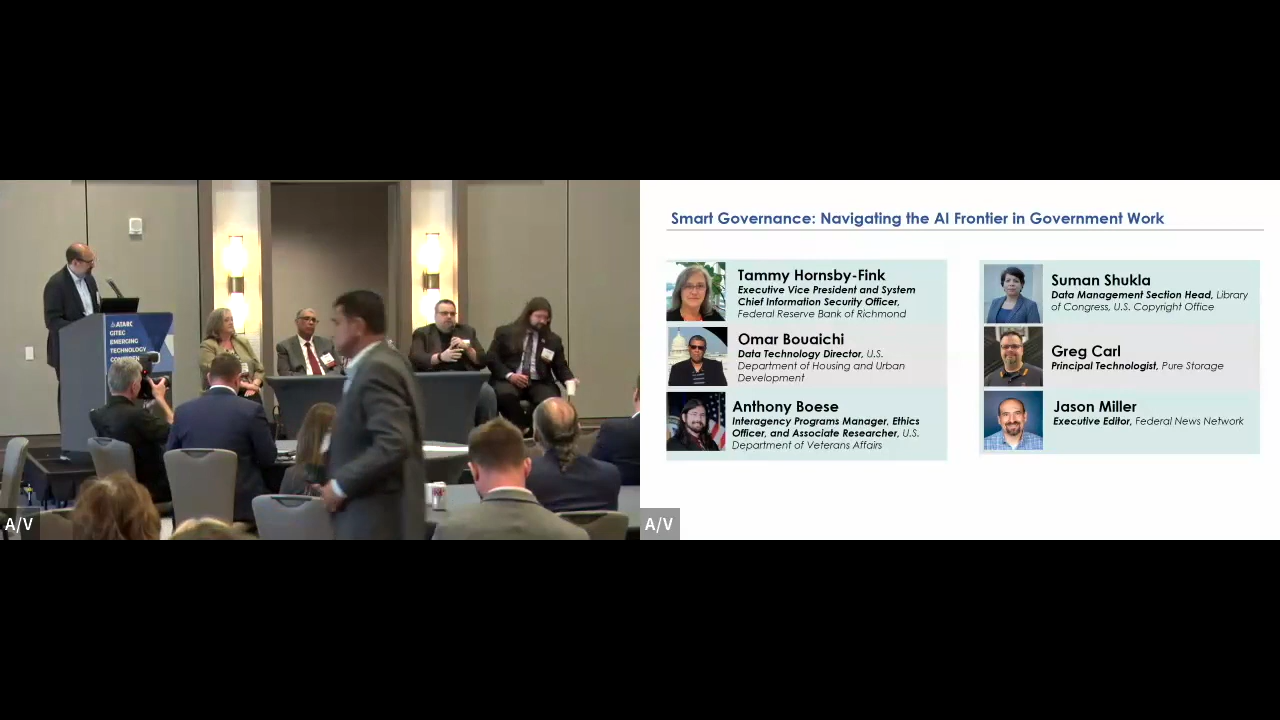 ATARC
GITEC
EMERGING
TECHNOLOGY
A/V
Smart Governance: Navigating the AI Frontier in Government Work
Tammy Hornsby-Fink
Executive Vice President and System
Chief Information Security Officer,
Federal Reserve Bank of Richmond
Omar Bouaichi
Data Technology Director, U.S.
Department of Housing and Urban
Development
Anthony Boese
Interagency Programs Manager, Ethics
Officer, and Associate Researcher, U.S.
Department of Veterans Affairs
Suman Shukla
Data Management Section Head, Library
of Congress, U.S. Copyright Office
Greg Carl
Principal Technologist, Pure Storage
Jason Miller
Executive Editor, Federal News Network
A/V